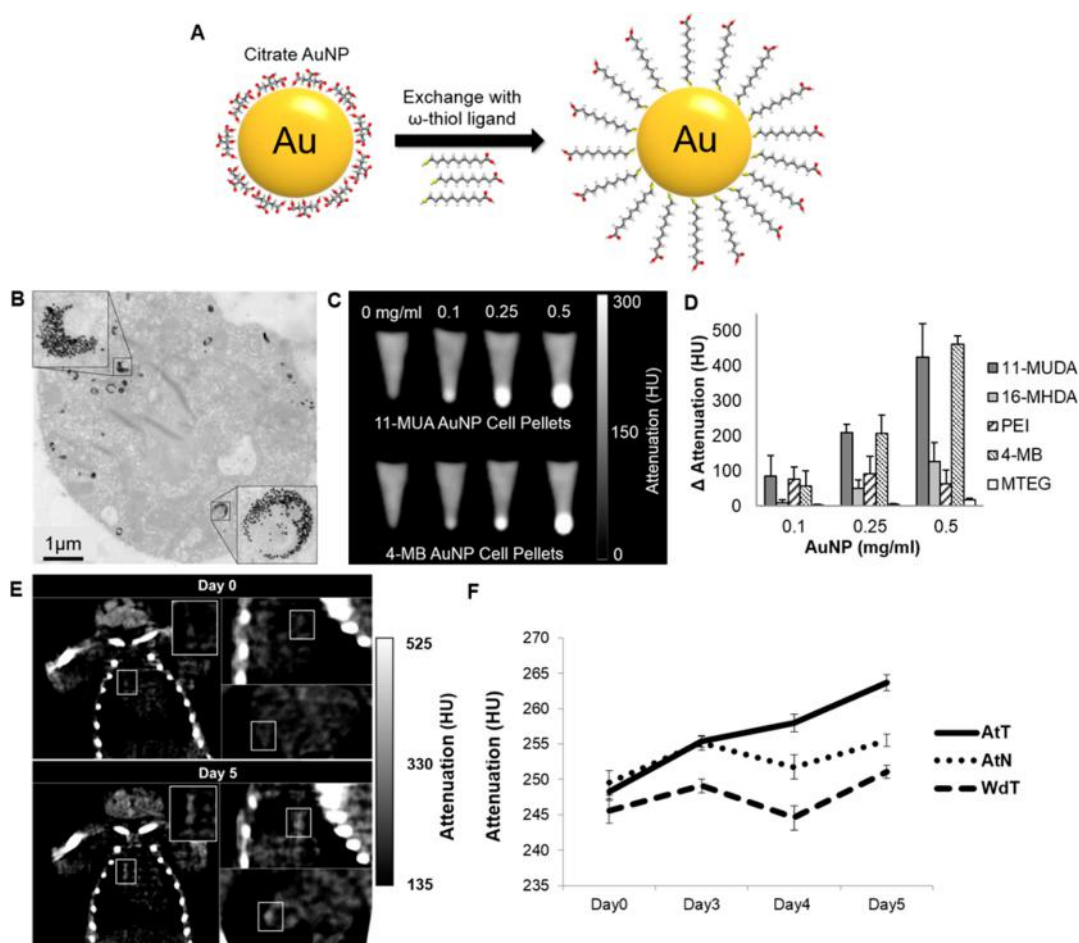 A
Citrate AuNP
Au
Exchange with
ω-thiol ligand
Au
B
1µm
C
0 mg/ml 0.1 0.25 0.5
11-MUA AuNP Cell Pellets
4-MB AuNP Cell Pellets
300
150
0
Attenuation (HU)
D
Δ Attenuation (HU)
500
400
300
200
100
0
0.1 0.25 0.5
AuNP (mg/ml)
11-MUDA
16-MHDA
PEI
4-MB
MTEG
E
Day 0
Day 5
525
330
135
Attenuation (HU)
F
Attenuation (HU)
270
265
260
255
250
245
240
235
Day0 Day3 Day4 Day5
AtT
AtN
WdT